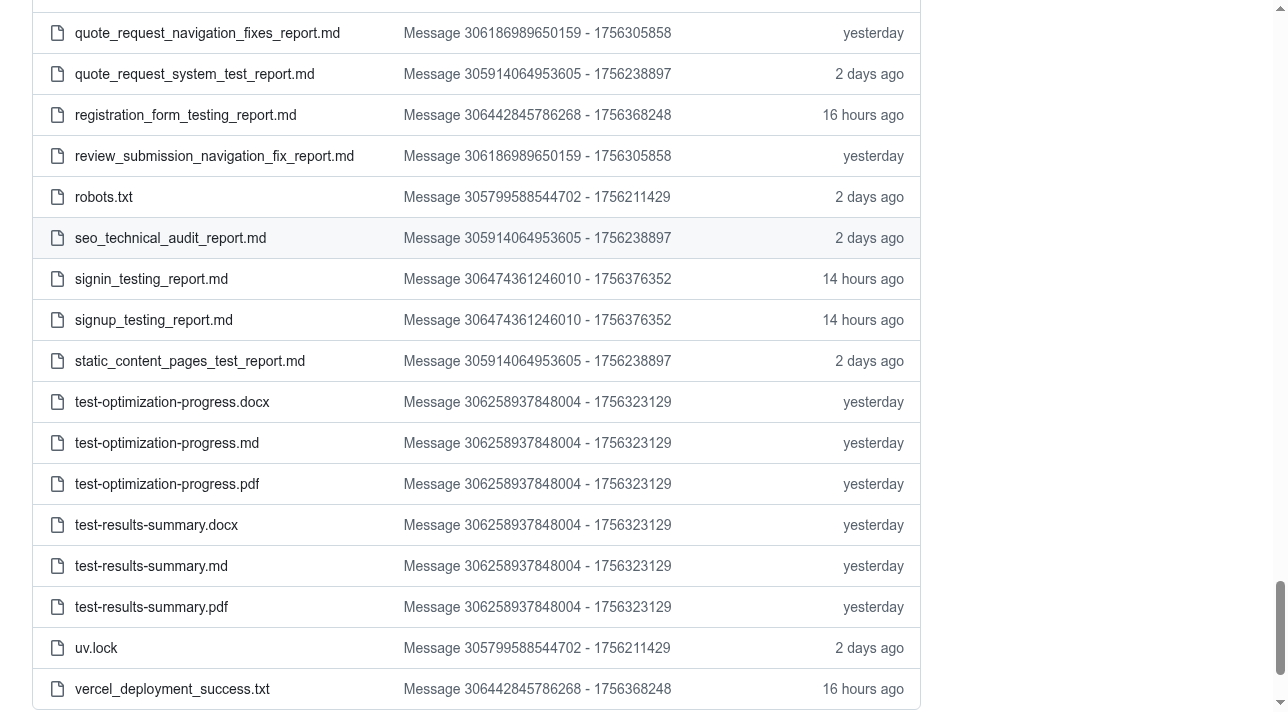 quote_request_navigation_fixes_report.md Message 306186989650159 - 1756305858 yesterday
quote_request_system_test_report.md Message 305914064953605 - 1756238897 2 days ago
registration_form_testing_report.md Message 306442845786268 - 1756368248 16 hours ago
review_submission_navigation_fix_report.md Message 306186989650159 - 1756305858 yesterday
robots.txt Message 305799588544702 - 1756211429 2 days ago
seo_technical_audit_report.md Message 305914064953605 - 1756238897 2 days ago
signin_testing_report.md Message 306474361246010 - 1756376352 14 hours ago
signup_testing_report.md Message 306474361246010 - 1756376352 14 hours ago
static_content_pages_test_report.md Message 305914064953605 - 1756238897 2 days ago
test-optimization-progress.docx Message 306258937848004 - 1756323129 yesterday
test-optimization-progress.md Message 306258937848004 - 1756323129 yesterday
test-optimization-progress.pdf Message 306258937848004 - 1756323129 yesterday
test-results-summary.docx Message 306258937848004 - 1756323129 yesterday
test-results-summary.md Message 306258937848004 - 1756323129 yesterday
test-results-summary.pdf Message 306258937848004 - 1756323129 yesterday
uv.lock Message 305799588544702 - 1756211429 2 days ago
vercel_deployment_success.txt Message 306442845786268 - 1756368248 16 hours ago